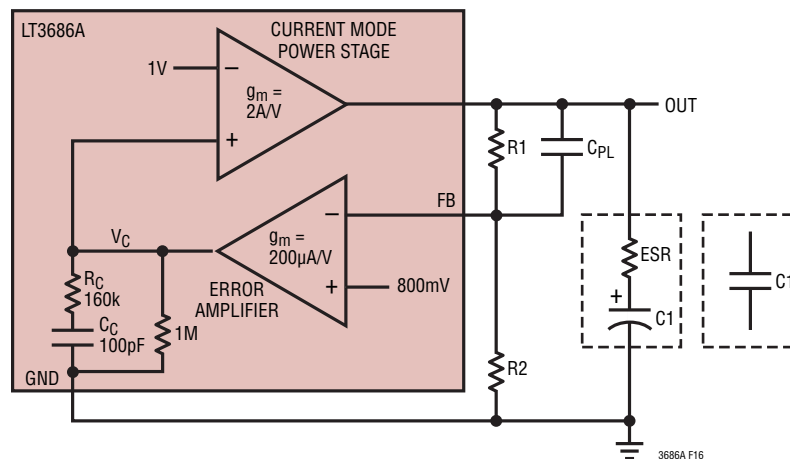 LT3686A
CURRENT MODE
POWER STAGE
1V
−
gm =
2A/V
+
OUT
R1
CPL
FB
VC
−
gm =
200µA/V
+
800mV
ERROR
AMPLIFIER
RC
160k
CC
100pF
1M
GND
ESR
+
C1
C1
R2
3686A F16